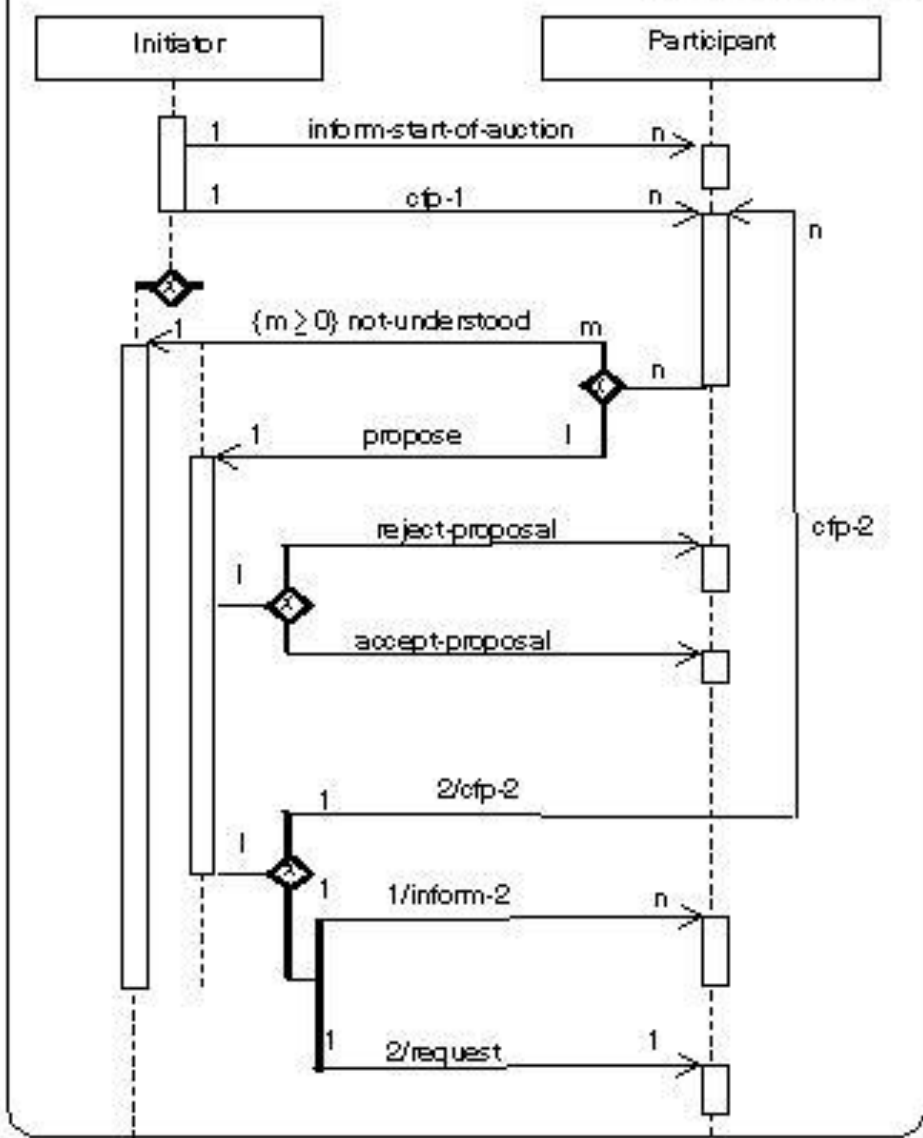 Initiator Participant
1 inform-start-of-auction n
1 cfp-1 n
n
x
1 {m ≥ 0} not-understood m
n
1 propose l
reject-proposal
cfp-2
l
x
accept-proposal
1 2/cfp-2
l
x
1 1/inform-2 n
1 2/request 1